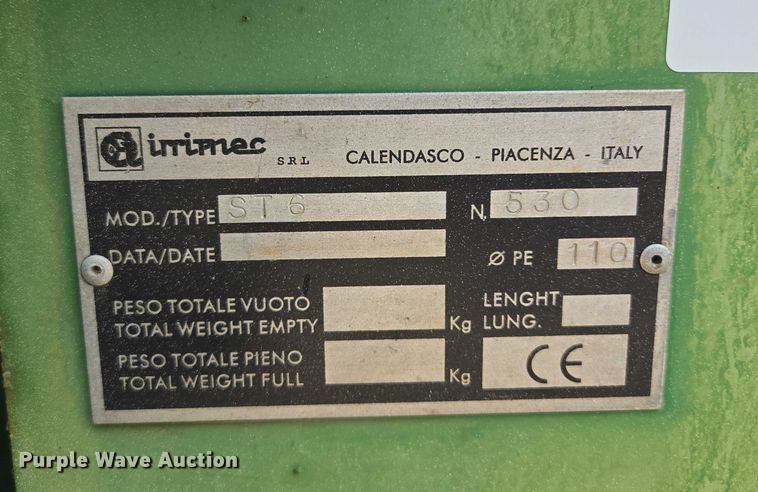 irrimec S.R.L CALENDASCO - PIACENZA - ITALY
MOD./TYPE ST 6 N. 530
DATA/DATE Ø PE 110
PESO TOTALE VUOTO
TOTAL WEIGHT EMPTY Kg
LENGHT
LUNG.
PESO TOTALE PIENO
TOTAL WEIGHT FULL Kg
CE
Purple Wave Auction